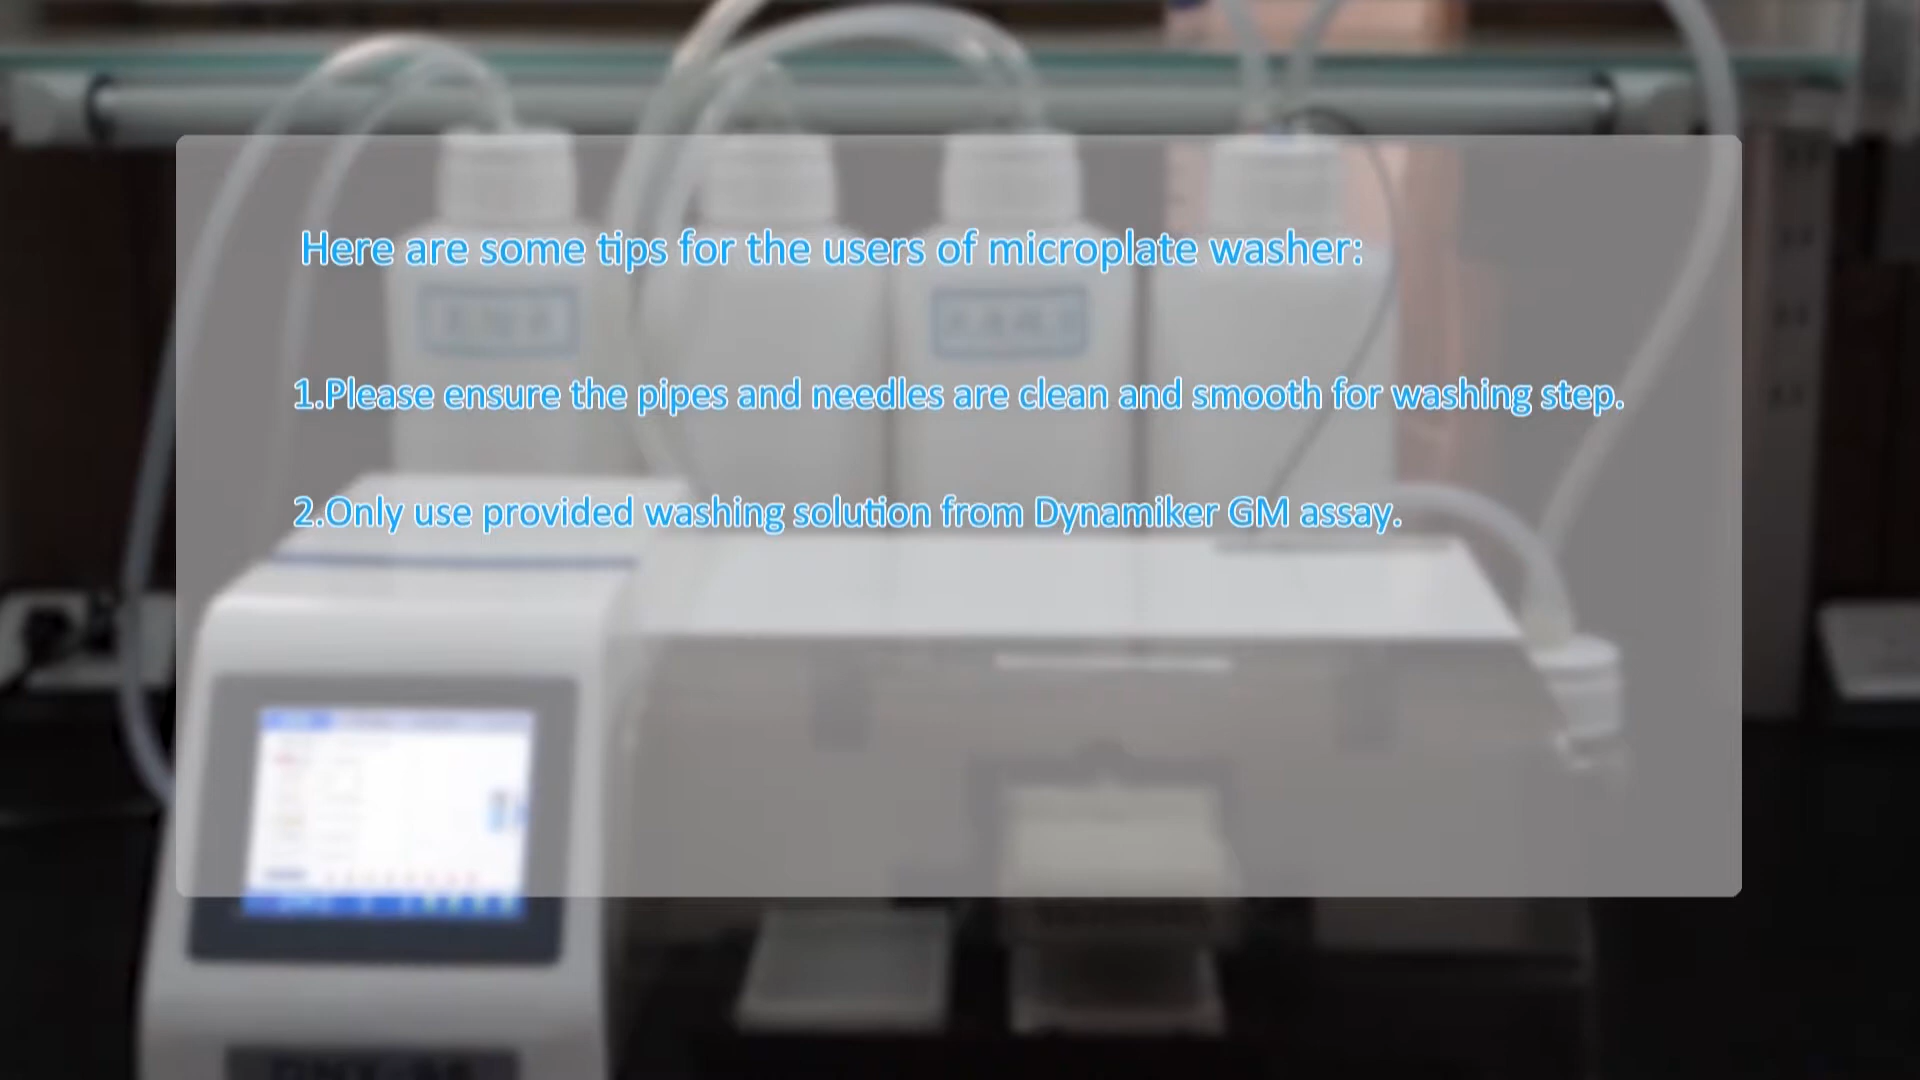 Here are some tips for the users of microplate washer:
1.Please ensure the pipes and needles are clean and smooth for washing step.
2.Only use provided washing solution from Dynamiker GM assay.